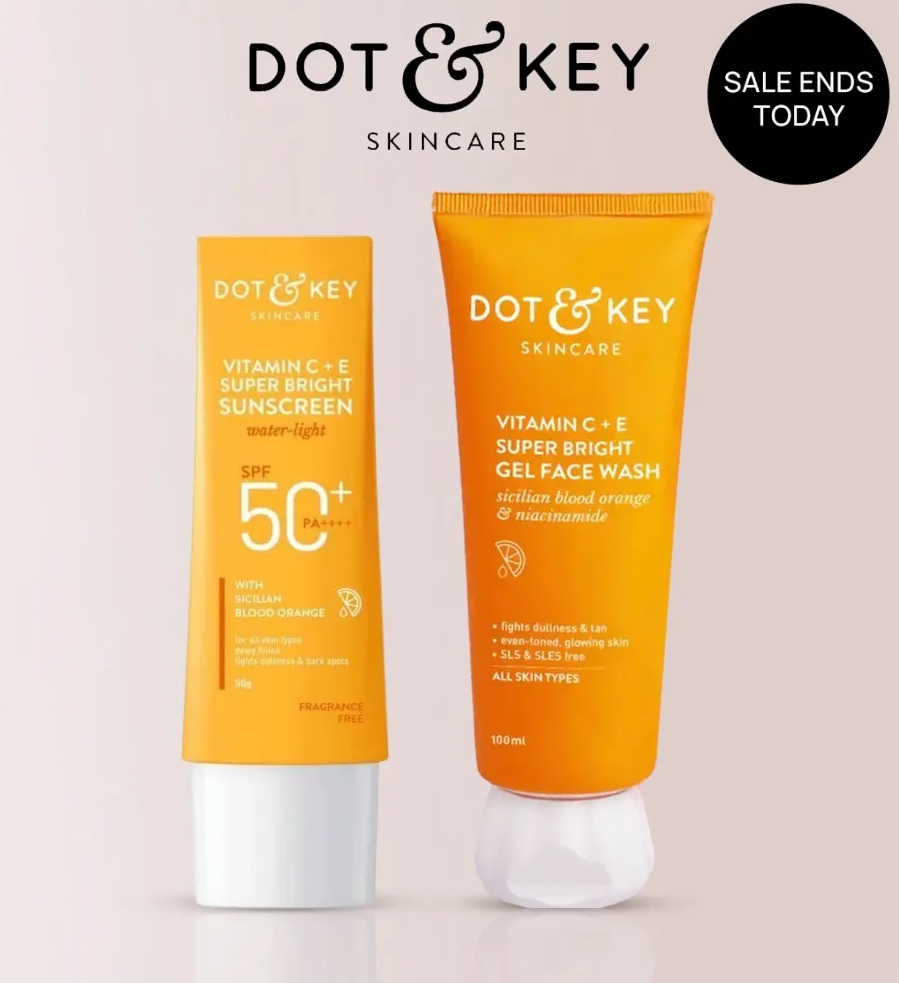 DOT & KEY
SKINCARE
SALE ENDS
TODAY
DOT & KEY
SKINCARE
VITAMIN C + E
SUPER BRIGHT
SUNSCREEN
water-light
SPF
50+
PA++++
WITH
SICILIAN
BLOOD ORANGE
for all skin types
dewy finish
fights dullness & dark spots
50g
FRAGRANCE
FREE
DOT & KEY
SKINCARE
VITAMIN C + E
SUPER BRIGHT
GEL FACE WASH
sicilian blood orange
& niacinamide
• fights dullness & tan
• even-toned, glowing skin
• SLS & SLES free
ALL SKIN TYPES
100ml